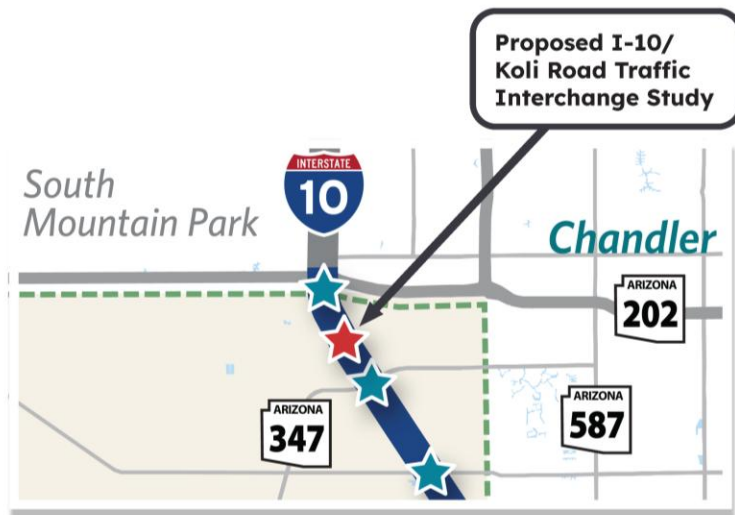 Proposed I-10/
Koli Road Traffic
Interchange Study
South
Mountain Park
INTERSTATE
10
Chandler
ARIZONA
202
ARIZONA
347
ARIZONA
587